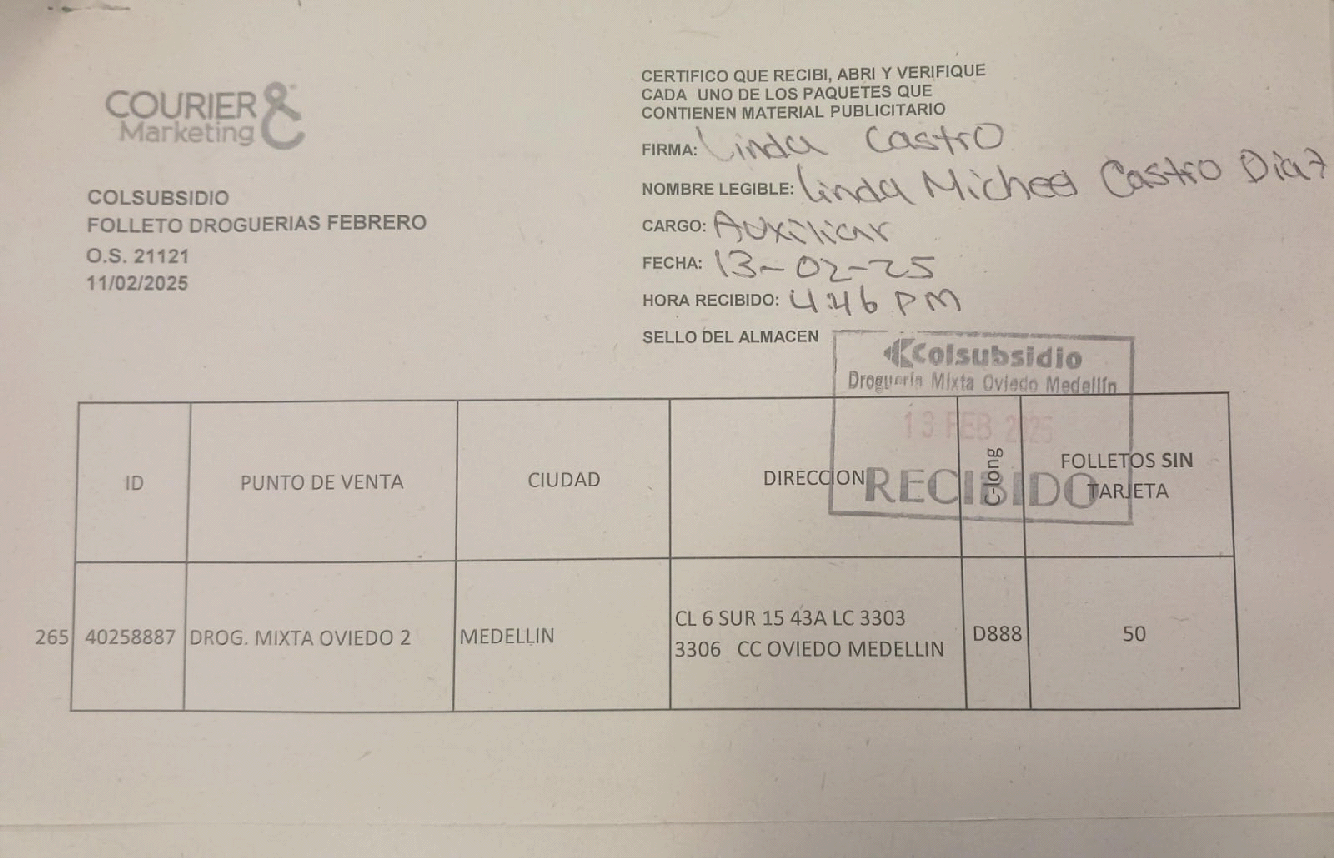 COURIER &
Marketing
COLSUBSIDIO
FOLLETO DROGUERIAS FEBRERO
O.S. 21121
11/02/2025
CERTIFICO QUE RECIBI, ABRI Y VERIFIQUE
CADA UNO DE LOS PAQUETES QUE
CONTIENEN MATERIAL PUBLICITARIO
FIRMA: Linda Castro
NOMBRE LEGIBLE: Linda Micheel Castro Diaz
CARGO: Auxiliar
FECHA: 13-02-25
HORA RECIBIDO: 4:46 PM
SELLO DEL ALMACEN
Colsubsidio
Droguería Mixta Oviedo Medellín
13 FEB 2025
RECIBIDO
ID PUNTO DE VENTA CIUDAD DIRECCION C-long FOLLETOS SIN
TARJETA
265 40258887 DROG. MIXTA OVIEDO 2 MEDELLIN CL 6 SUR 15 43A LC 3303
3306 CC OVIEDO MEDELLIN D888 50